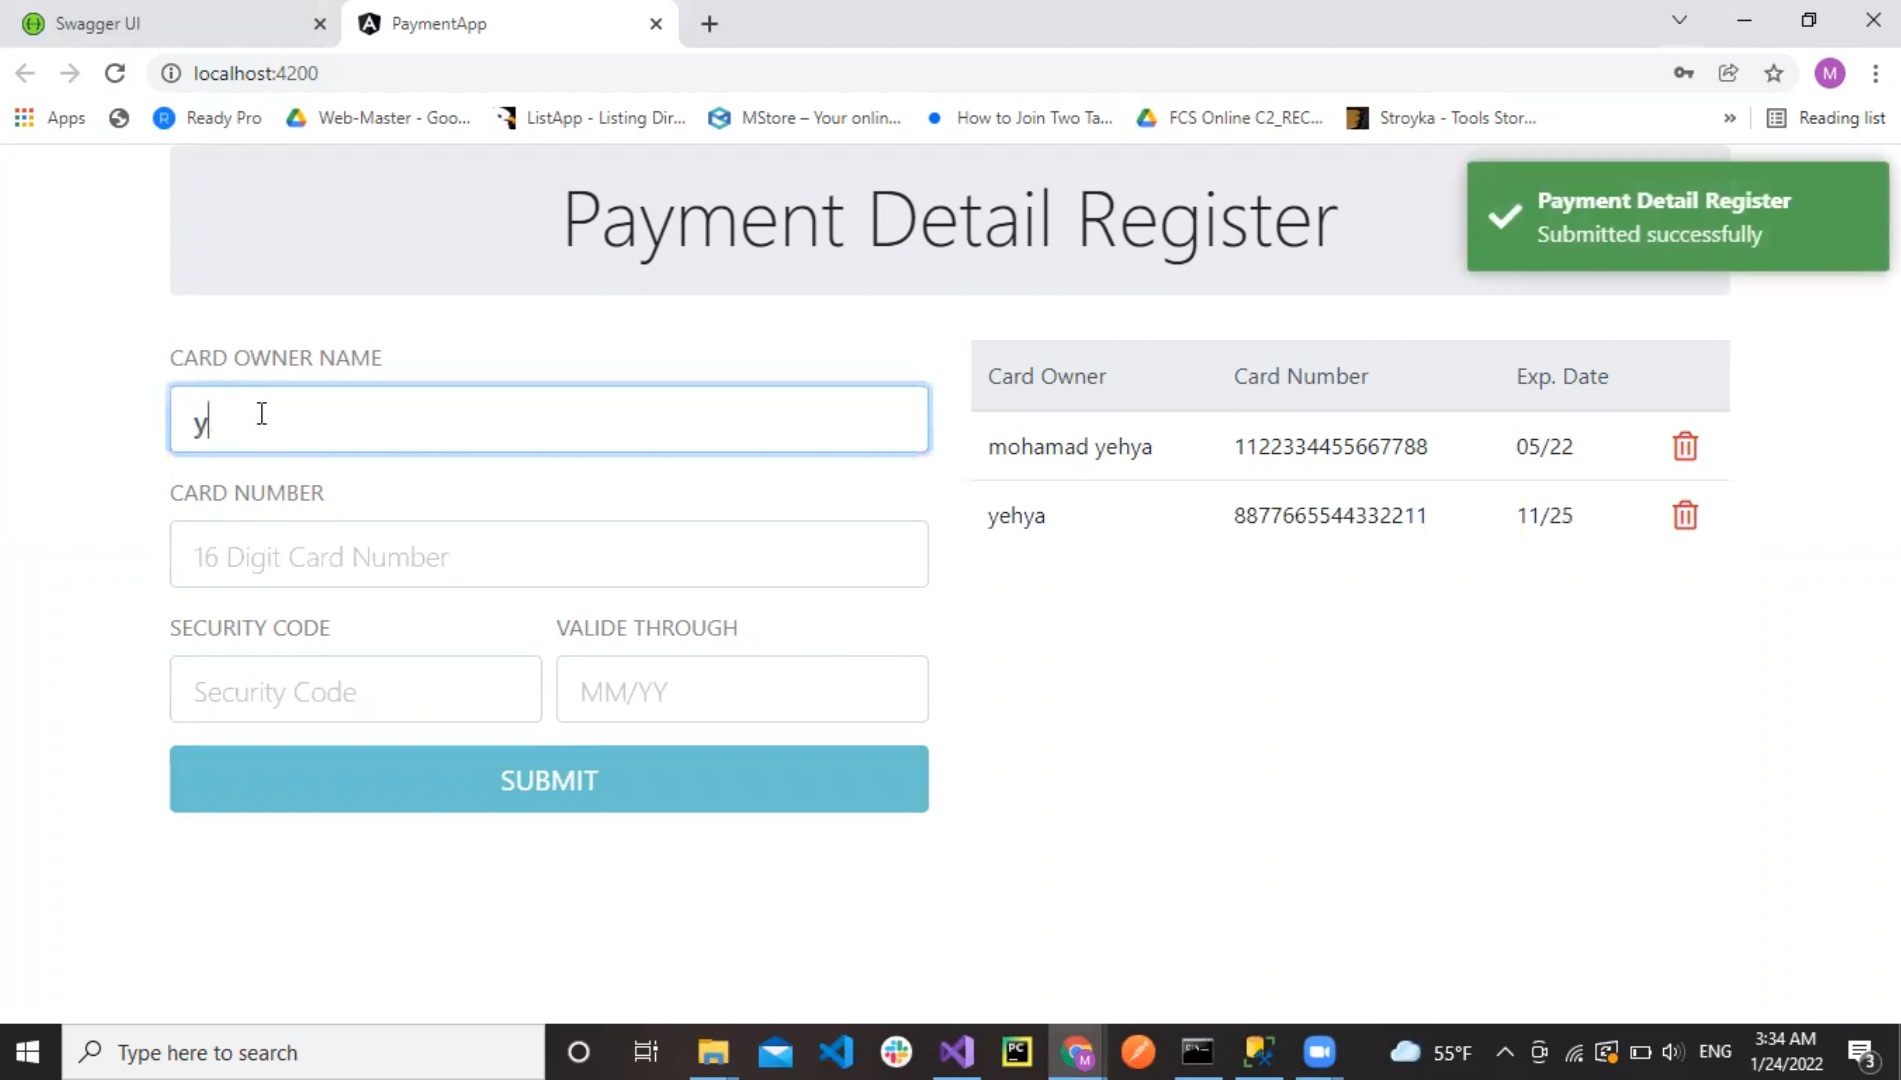 Swagger UI
PaymentApp
localhost:4200
M
Apps
Ready Pro
Web-Master - Goo...
ListApp - Listing Dir...
MStore – Your onlin...
How to Join Two Ta...
FCS Online C2_REC...
Stroyka - Tools Stor...
»
Reading list
Payment Detail Register
Payment Detail Register
Submitted successfully
CARD OWNER NAME
y
CARD NUMBER
16 Digit Card Number
SECURITY CODE
VALIDE THROUGH
Security Code
MM/YY
SUBMIT
Card Owner
Card Number
Exp. Date
mohamad yehya
1122334455667788
05/22
yehya
8877665544332211
11/25
Type here to search
PC
M
55°F
ENG
3:34 AM
1/24/2022
3